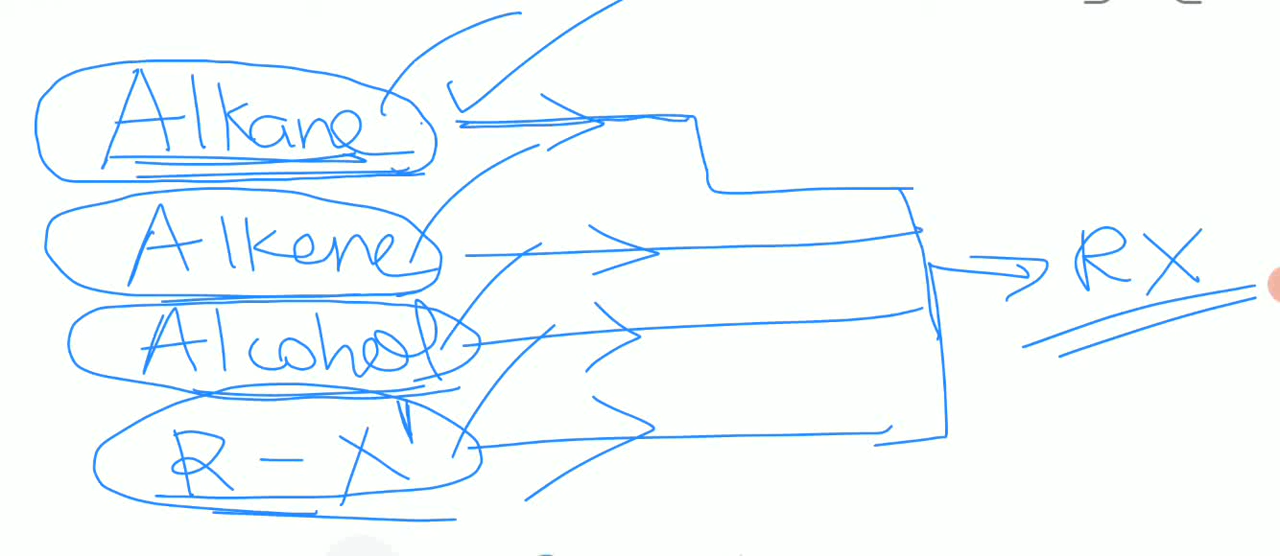 Alkane
Alkene
Alcohol
R - X
RX